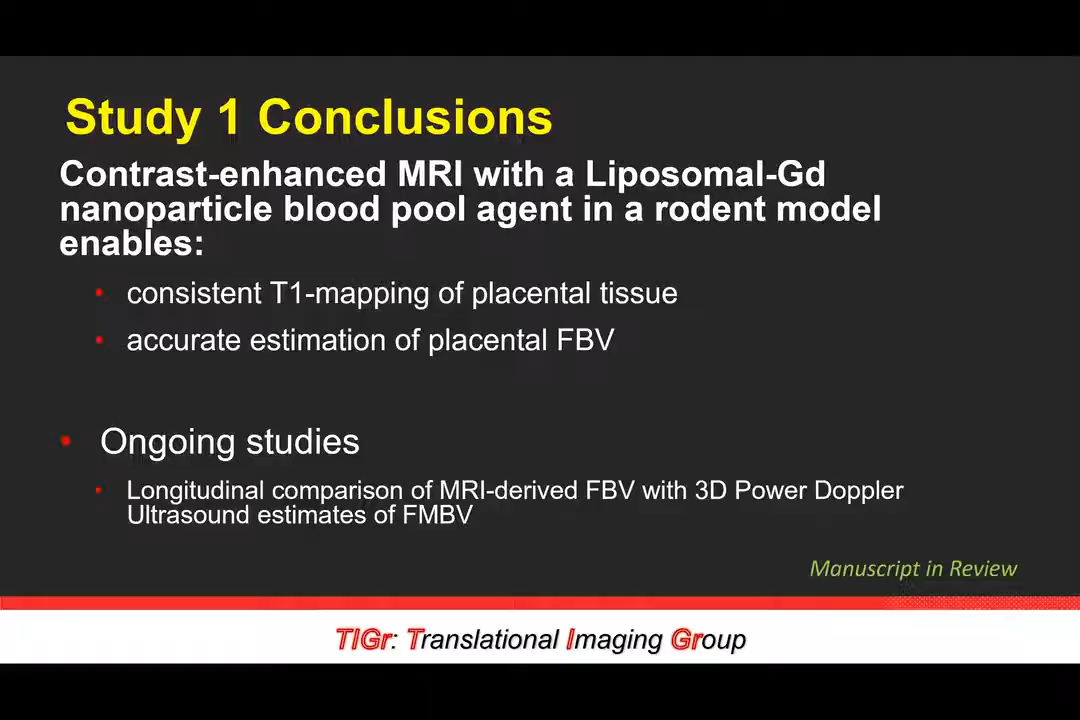 Study 1 Conclusions
Contrast-enhanced MRI with a Liposomal-Gd
nanoparticle blood pool agent in a rodent model
enables:
• consistent T1-mapping of placental tissue
• accurate estimation of placental FBV
• Ongoing studies
• Longitudinal comparison of MRI-derived FBV with 3D Power Doppler
Ultrasound estimates of FMBV
Manuscript in Review
TIGr: Translational Imaging Group